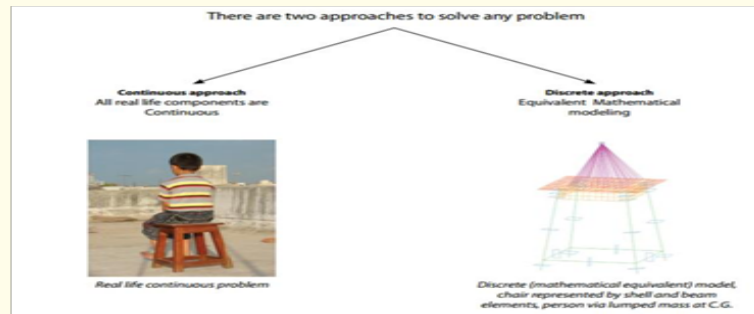 There are two approaches to solve any problem
Continuous approach
All real life components are
Continuous
Discrete approach
Equivalent Mathematical
modeling
Real life continuous problem
Discrete (mathematical equivalent) model,
chair represented by shell and beam
elements, person via lumped mass at C.G.